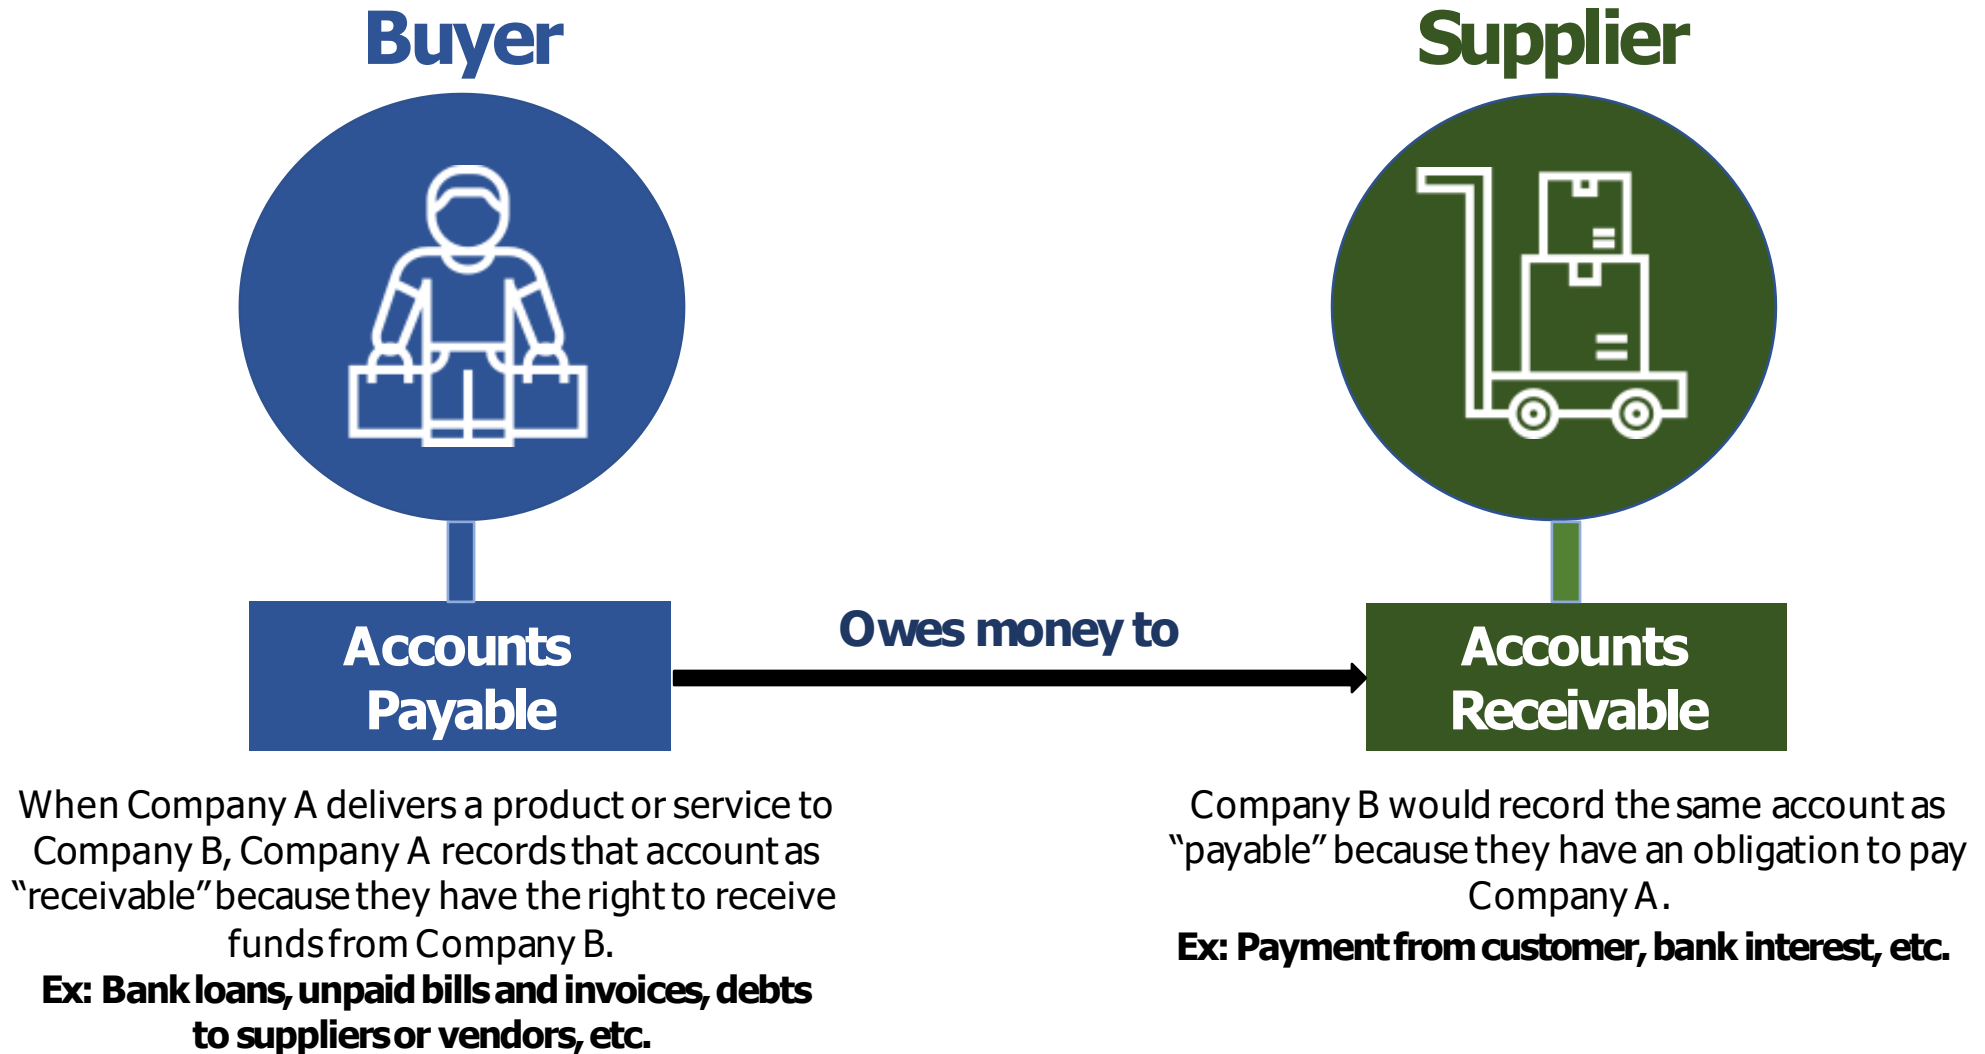 Buyer
Accounts
Payable
When Company A delivers a product or service to
Company B, Company A records that account as
“receivable” because they have the right to receive
funds from Company B.
Ex: Bank loans, unpaid bills and invoices, debts
to suppliers or vendors, etc.
Owes money to
Supplier
Accounts
Receivable
Company B would record the same account as
“payable” because they have an obligation to pay
Company A.
Ex: Payment from customer, bank interest, etc.